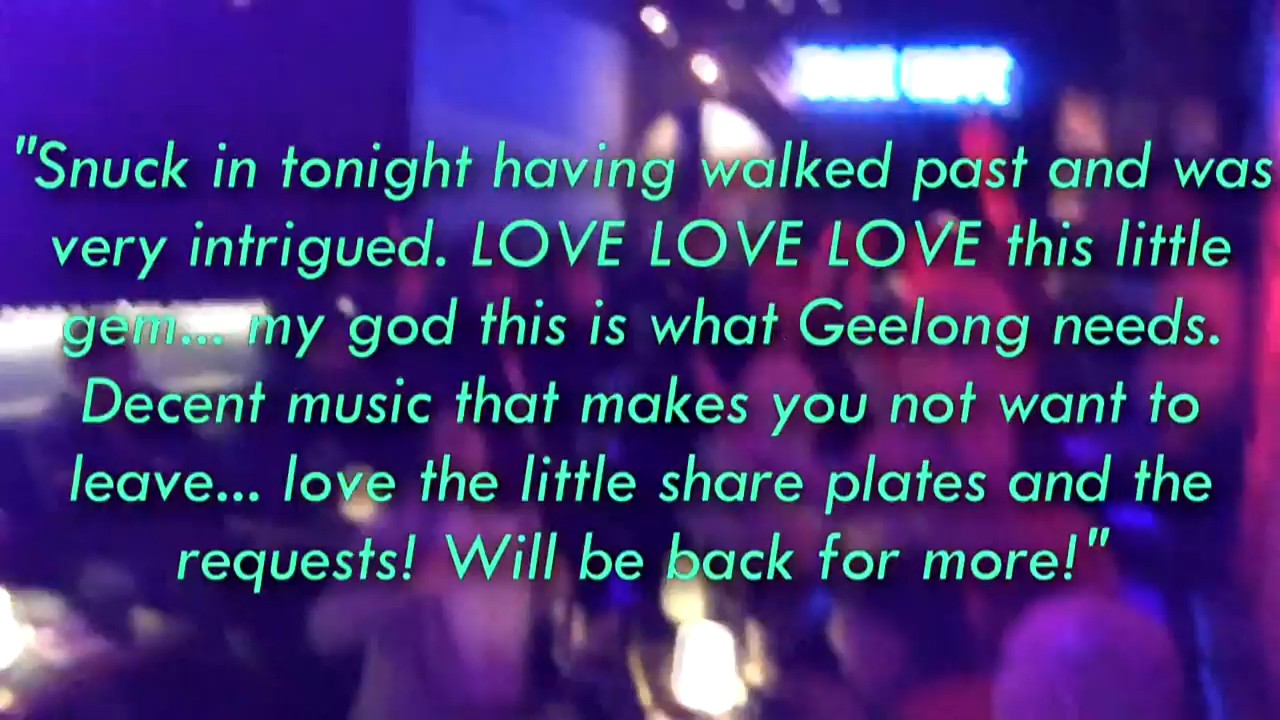 "Snuck in tonight having walked past and was
very intrigued. LOVE LOVE LOVE this little
gem... my god this is what Geelong needs.
Decent music that makes you not want to
leave... love the little share plates and the
requests! Will be back for more!"